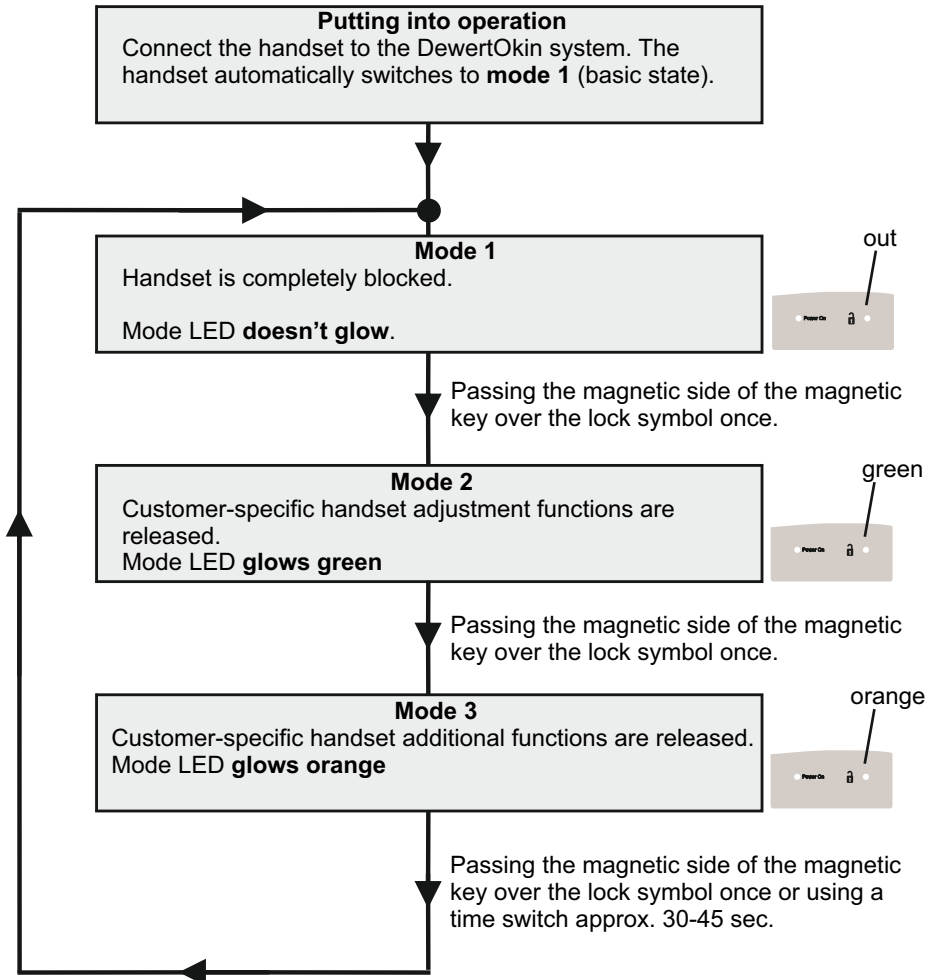 Putting into operation
Connect the handset to the DewertOkin system. The
handset automatically switches to mode 1 (basic state).
Mode 1
Handset is completely blocked.
Mode LED doesn’t glow.
out
Power On
Passing the magnetic side of the magnetic
key over the lock symbol once.
Mode 2
Customer-specific handset adjustment functions are
released.
Mode LED glows green
green
Power On
Passing the magnetic side of the magnetic
key over the lock symbol once.
Mode 3
Customer-specific handset additional functions are released.
Mode LED glows orange
orange
Power On
Passing the magnetic side of the magnetic
key over the lock symbol once or using a
time switch approx. 30-45 sec.